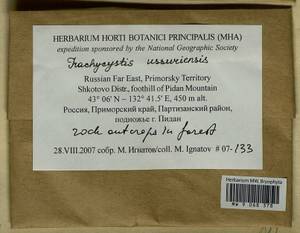 HERBARIUM HORTI BOTANICI PRINCIPALIS (MHA)
expedition sponsored by the National Geographic Society
Trachycystis ussuriensis
Russian Far East, Primorsky Territory
Shkotovo Distr., foothill of Pidan Mountain
43° 06' N – 132° 41.5' E, 450 m alt.
Россия, Приморский край, Партизанский район,
подножье г. Пидан
rock outcrops in forest
28.VIII.2007 собр. М. Игнатов/coll. M. Ignatov # 07-133
Herbarium MW, Bryophyta